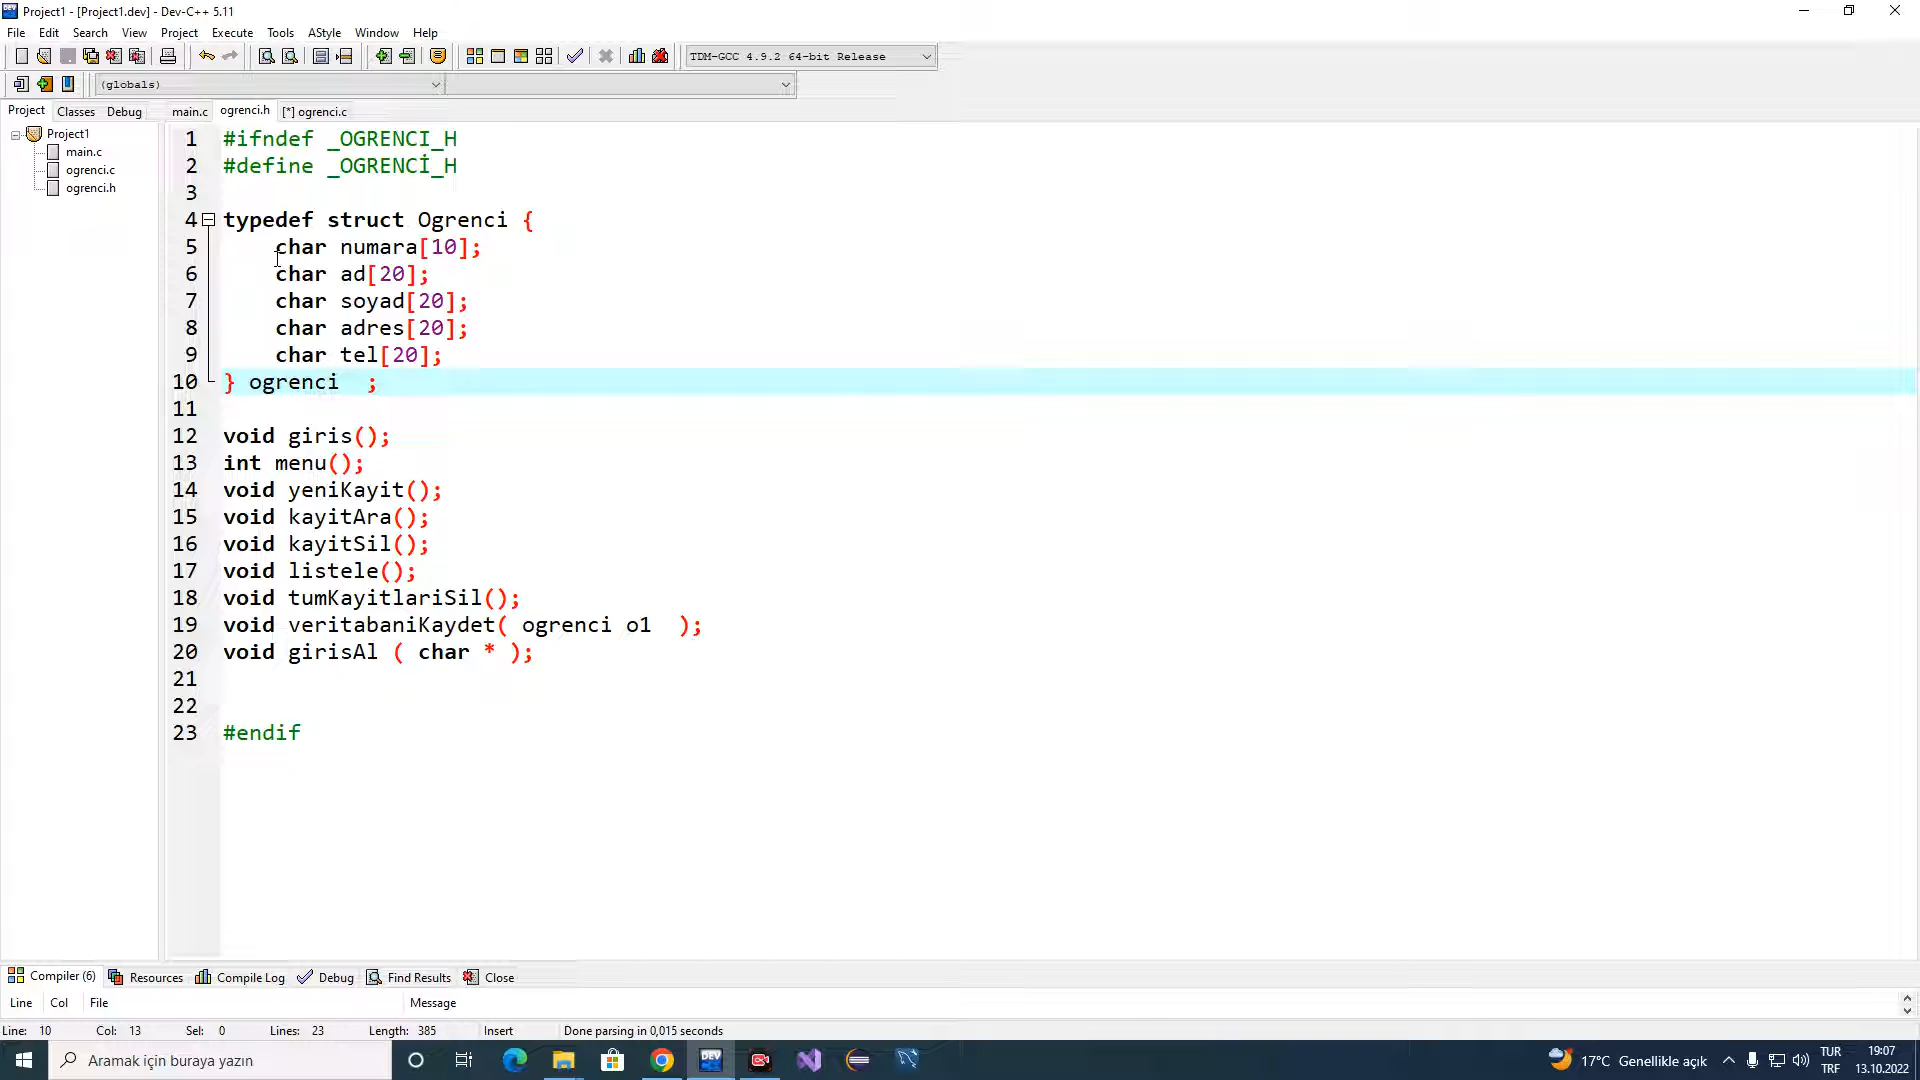 Project1 - [Project1.dev] - Dev-C++ 5.11
File Edit Search View Project Execute Tools AStyle Window Help
TDM-GCC 4.9.2 64-bit Release
(globals)
Project Classes Debug main.c ogrenci.h [*] ogrenci.c
Project1
main.c
ogrenci.c
ogrenci.h
1 #ifndef _OGRENCI_H
2 #define _OGRENCİ_H
3
4 typedef struct Ogrenci {
5 char numara[10];
6 char ad[20];
7 char soyad[20];
8 char adres[20];
9 char tel[20];
10 } ogrenci ;
11
12 void giris();
13 int menu();
14 void yeniKayit();
15 void kayitAra();
16 void kayitSil();
17 void listele();
18 void tumKayitlariSil();
19 void veritabaniKaydet( ogrenci o1 );
20 void girisAl ( char * );
21
22
23 #endif
Compiler (6) Resources Compile Log Debug Find Results Close
Line Col File Message
Line: 10 Col: 13 Sel: 0 Lines: 23 Length: 385 Insert Done parsing in 0,015 seconds
Aramak için buraya yazın
DEV
17°C Genellikle açık
TUR
TRF
19:07
13.10.2022